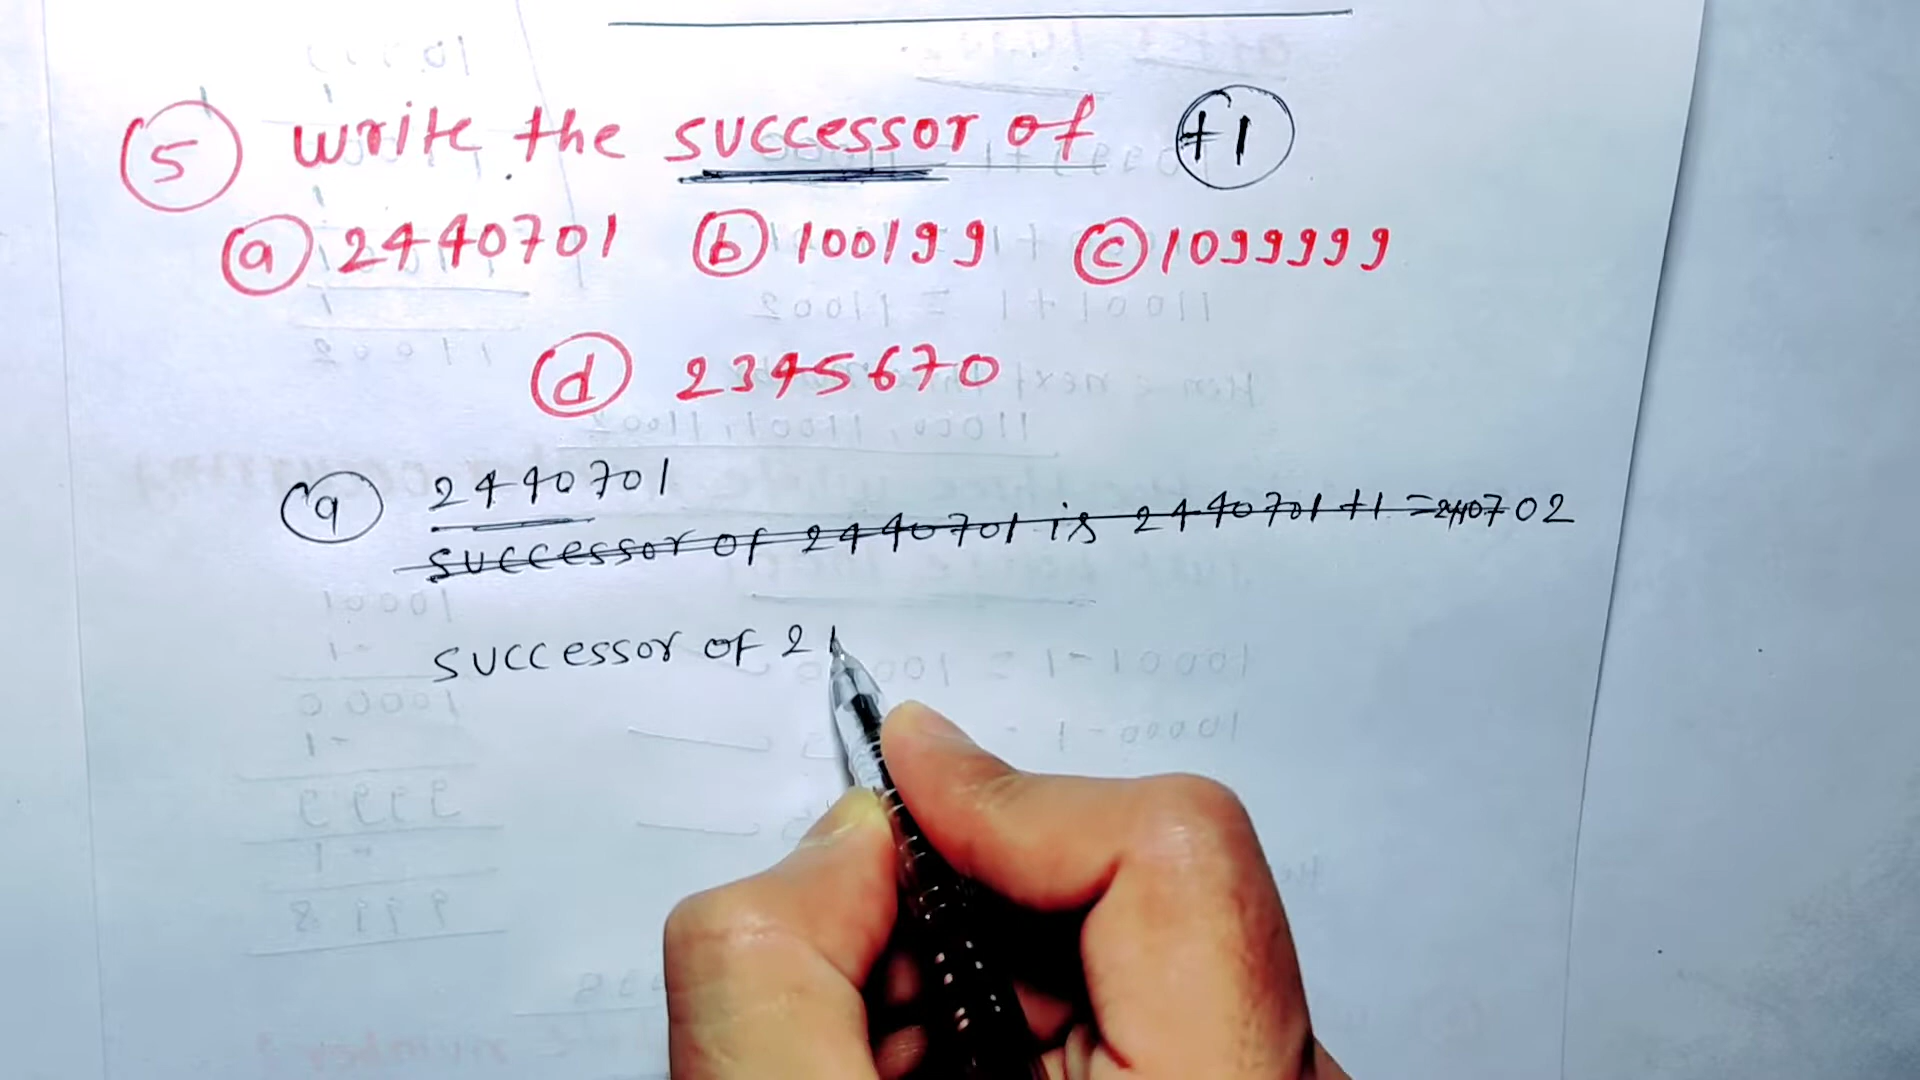 5 write the successor of +1
a 2440701 b 100199 c 1099999
d 2345670
a 2440701
successor of 2440701 is 2440701 +1 = 2440702
successor of 2